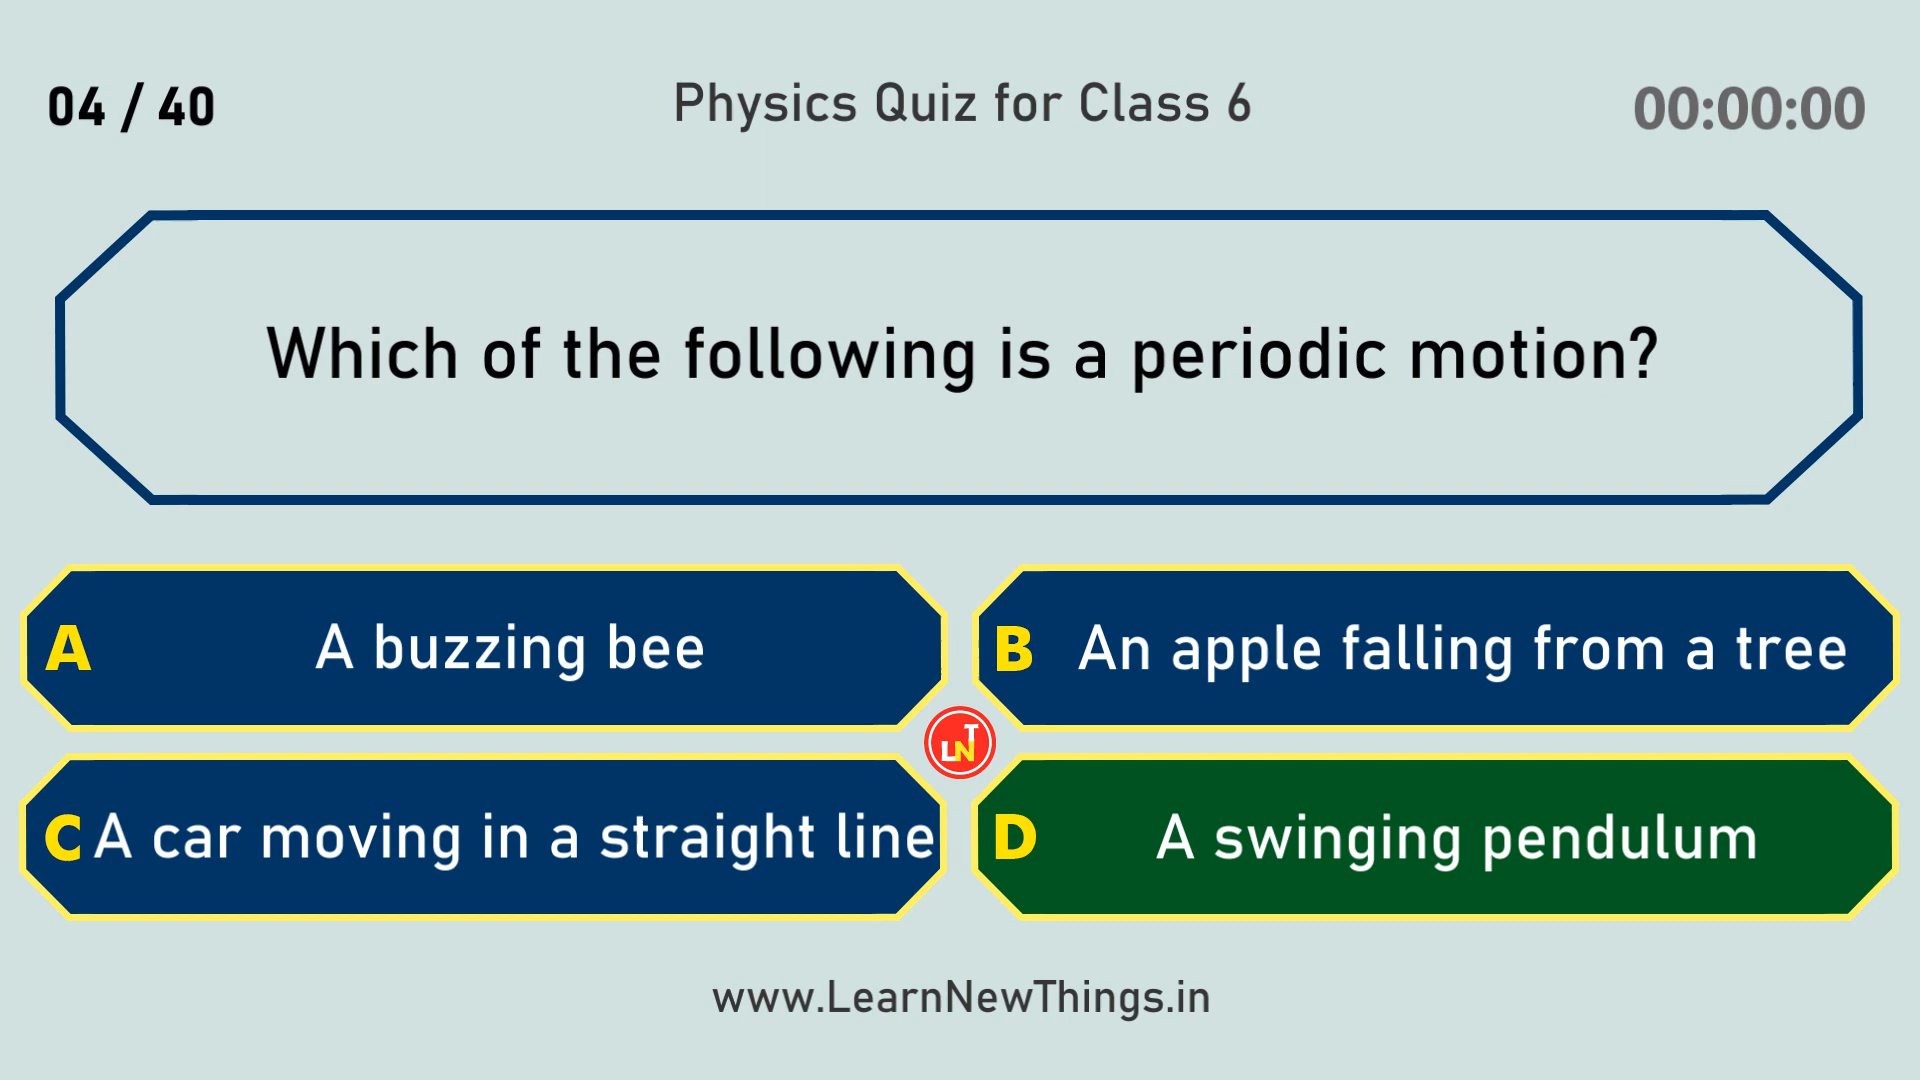 04 / 40
Physics Quiz for Class 6
00:00:00
Which of the following is a periodic motion?
A A buzzing bee
B An apple falling from a tree
LNT
C A car moving in a straight line
D A swinging pendulum
www.LearnNewThings.in